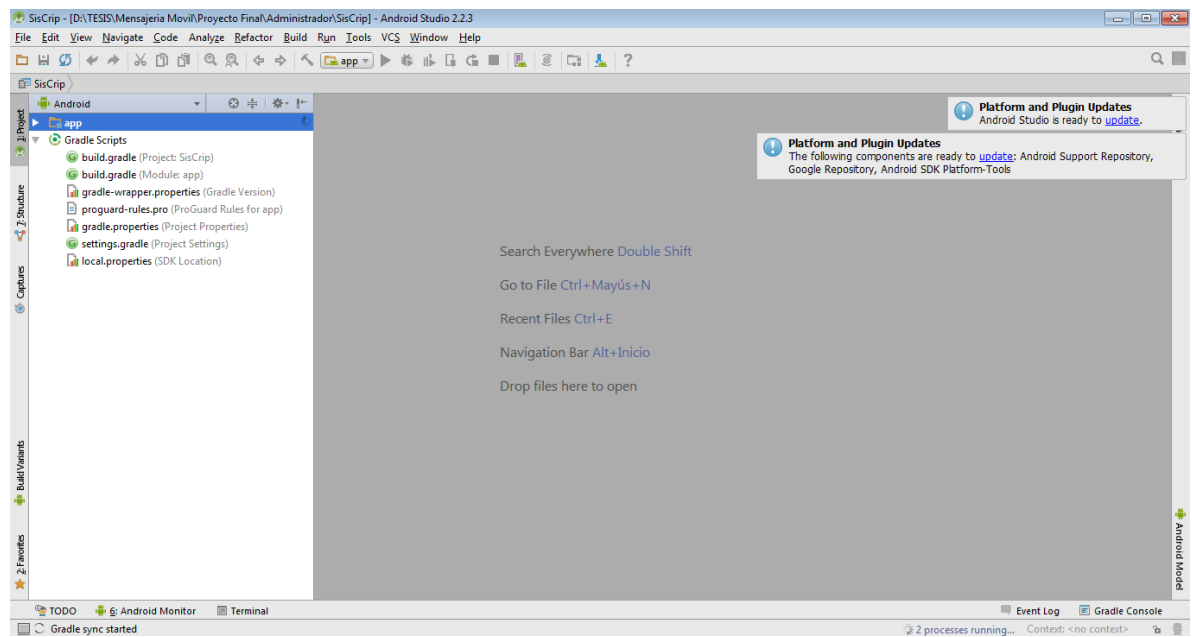 SisCrip - [D:\TESIS\Mensajeria Movil\Proyecto Final\Administrador\SisCrip] - Android Studio 2.2.3
File Edit View Navigate Code Analyze Refactor Build Run Tools VCS Window Help
app
SisCrip
Android
app
Gradle Scripts
build.gradle (Project: SisCrip)
build.gradle (Module: app)
gradle-wrapper.properties (Gradle Version)
proguard-rules.pro (ProGuard Rules for app)
gradle.properties (Project Properties)
settings.gradle (Project Settings)
local.properties (SDK Location)
1: Project
7: Structure
Captures
Build Variants
2: Favorites
Search Everywhere Double Shift
Go to File Ctrl+Mayús+N
Recent Files Ctrl+E
Navigation Bar Alt+Inicio
Drop files here to open
Platform and Plugin Updates
Android Studio is ready to update.
Platform and Plugin Updates
The following components are ready to update: Android Support Repository,
Google Repository, Android SDK Platform-Tools
Android Model
TODO 6: Android Monitor Terminal Event Log Gradle Console
Gradle sync started 2 processes running... Context: <no context>